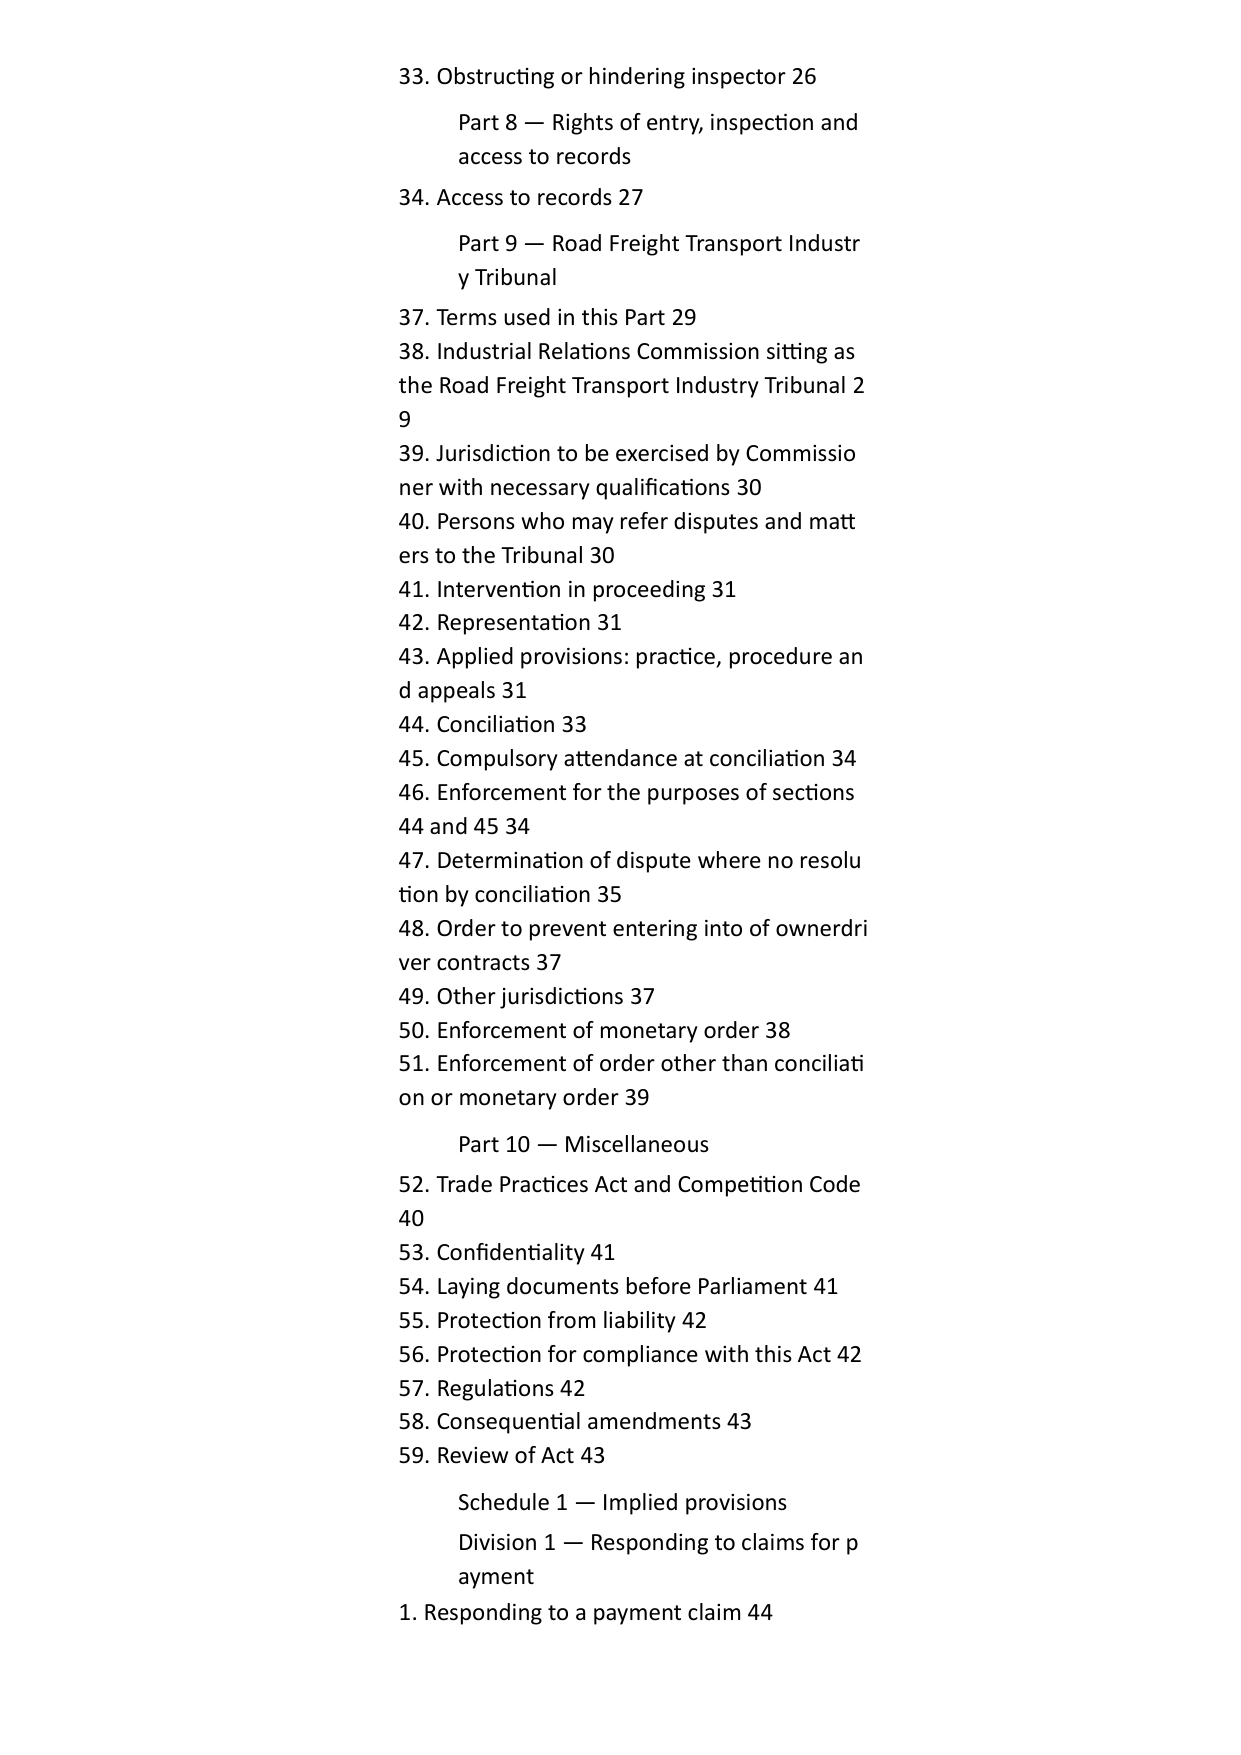 33. Obstructing or hindering inspector 26
Part 8 — Rights of entry, inspection and
access to records
34. Access to records 27
Part 9 — Road Freight Transport Industr
y Tribunal
37. Terms used in this Part 29
38. Industrial Relations Commission sitting as
the Road Freight Transport Industry Tribunal 2
9
39. Jurisdiction to be exercised by Commissio
ner with necessary qualifications 30
40. Persons who may refer disputes and matt
ers to the Tribunal 30
41. Intervention in proceeding 31
42. Representation 31
43. Applied provisions: practice, procedure an
d appeals 31
44. Conciliation 33
45. Compulsory attendance at conciliation 34
46. Enforcement for the purposes of sections
44 and 45 34
47. Determination of dispute where no resolu
tion by conciliation 35
48. Order to prevent entering into of ownerdri
ver contracts 37
49. Other jurisdictions 37
50. Enforcement of monetary order 38
51. Enforcement of order other than conciliati
on or monetary order 39
Part 10 — Miscellaneous
52. Trade Practices Act and Competition Code
40
53. Confidentiality 41
54. Laying documents before Parliament 41
55. Protection from liability 42
56. Protection for compliance with this Act 42
57. Regulations 42
58. Consequential amendments 43
59. Review of Act 43
Schedule 1 — Implied provisions
Division 1 — Responding to claims for p
ayment
1. Responding to a payment claim 44